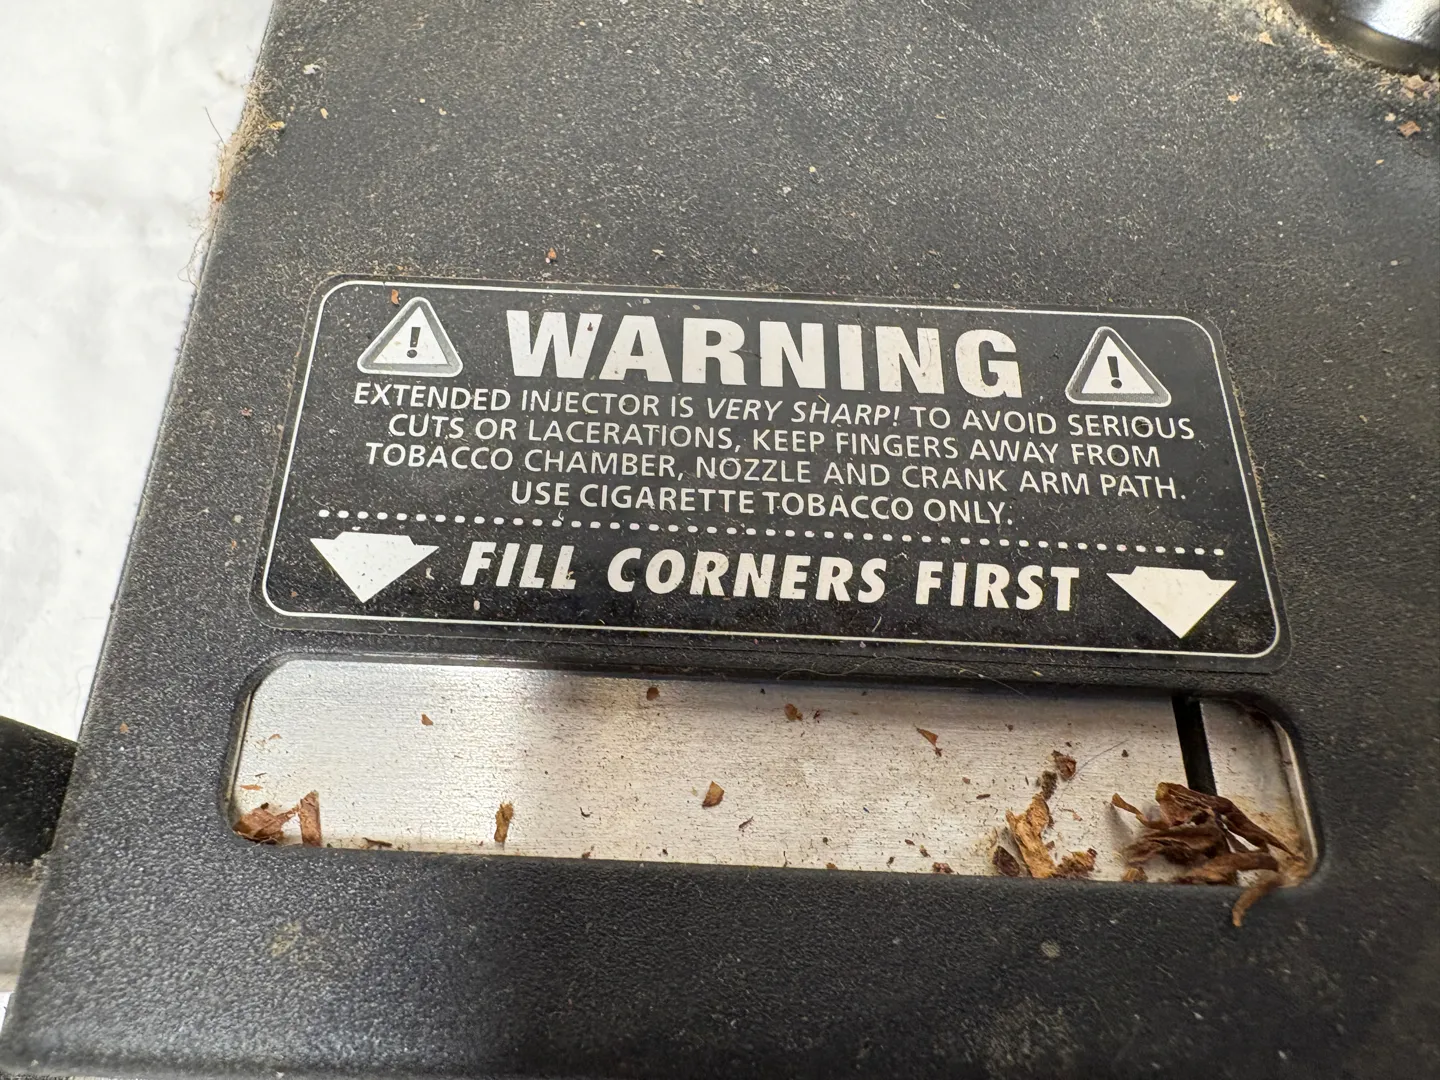 WARNING
EXTENDED INJECTOR IS VERY SHARP! TO AVOID SERIOUS
CUTS OR LACERATIONS, KEEP FINGERS AWAY FROM
TOBACCO CHAMBER, NOZZLE AND CRANK ARM PATH.
USE CIGARETTE TOBACCO ONLY.
FILL CORNERS FIRST